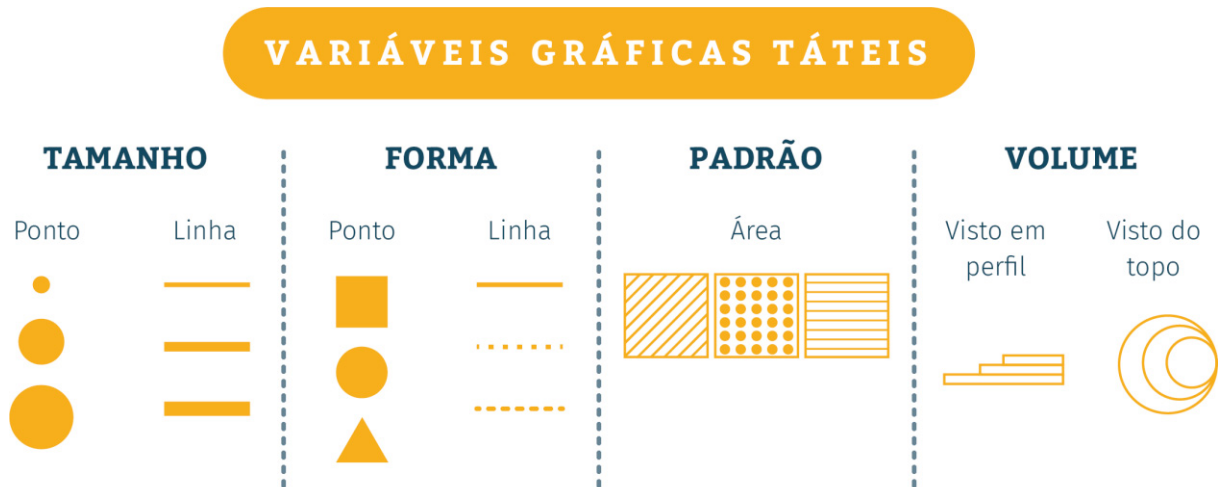 VARIÁVEIS GRÁFICAS TÁTEIS
TAMANHO
Ponto
Linha
FORMA
Ponto
Linha
PADRÃO
Área
VOLUME
Visto em
perfil
Visto do
topo